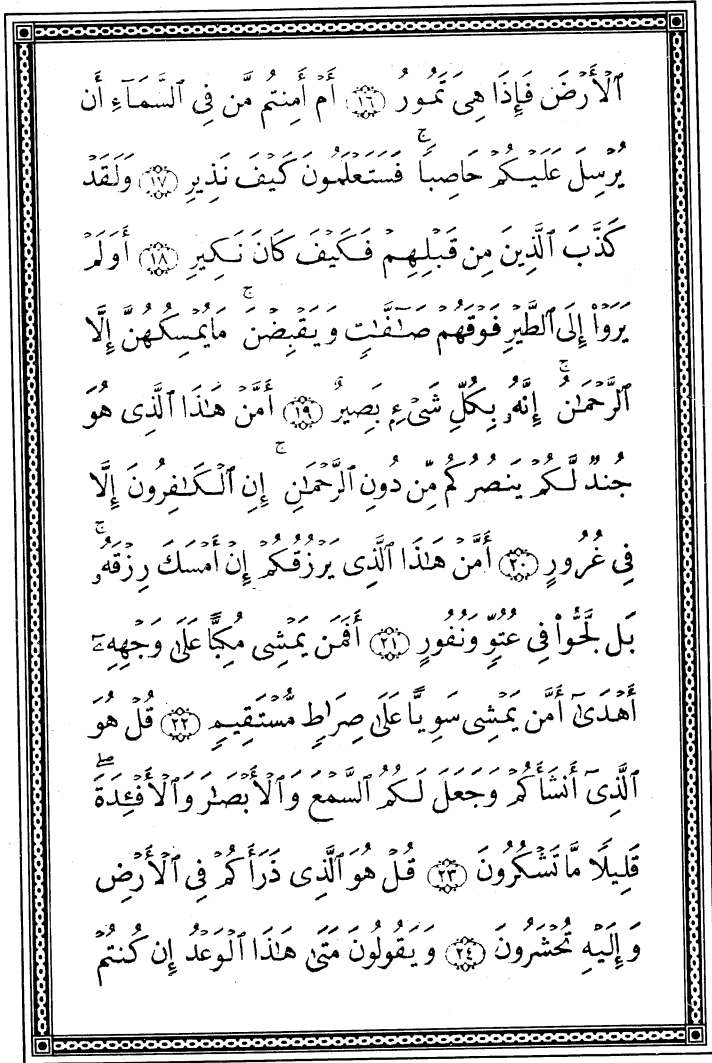 ٱلْأَرْضَ فَإِذَا هِىَ تَمُورُ ﴿١٦﴾ أَمْ أَمِنتُم مَّن فِى ٱلسَّمَآءِ أَن
يُرْسِلَ عَلَيْكُمْ حَاصِبًا ۖ فَسَتَعْلَمُونَ كَيْفَ نَذِيرِ ﴿١٧﴾ وَلَقَدْ
كَذَّبَ ٱلَّذِينَ مِن قَبْلِهِمْ فَكَيْفَ كَانَ نَكِيرِ ﴿١٨﴾ أَوَلَمْ
يَرَوْا۟ إِلَى ٱلطَّيْرِ فَوْقَهُمْ صَـٰٓفَّـٰتٍ وَيَقْبِضْنَ ۚ مَا يُمْسِكُهُنَّ إِلَّا
ٱلرَّحْمَـٰنُ ۚ إِنَّهُۥ بِكُلِّ شَىْءٍۭ بَصِيرٌ ﴿١٩﴾ أَمَّنْ هَـٰذَا ٱلَّذِى هُوَ
جُندٌ لَّكُمْ يَنصُرُكُم مِّن دُونِ ٱلرَّحْمَـٰنِ ۚ إِنِ ٱلْكَـٰفِرُونَ إِلَّا
فِى غُرُورٍ ﴿٢٠﴾ أَمَّنْ هَـٰذَا ٱلَّذِى يَرْزُقُكُمْ إِنْ أَمْسَكَ رِزْقَهُۥ ۚ
بَل لَّجُّوا۟ فِى عُتُوٍّ وَنُفُورٍ ﴿٢١﴾ أَفَمَن يَمْشِى مُكِبًّا عَلَىٰ وَجْهِهِۦٓ
أَهْدَىٰٓ أَمَّن يَمْشِى سَوِيًّا عَلَىٰ صِرَٰطٍ مُّسْتَقِيمٍ ﴿٢٢﴾ قُلْ هُوَ
ٱلَّذِىٓ أَنشَأَكُمْ وَجَعَلَ لَكُمُ ٱلسَّمْعَ وَٱلْأَبْصَـٰرَ وَٱلْأَفْـِٔدَةَ ۖ
قَلِيلًا مَّا تَشْكُرُونَ ﴿٢٣﴾ قُلْ هُوَ ٱلَّذِى ذَرَأَكُمْ فِى ٱلْأَرْضِ
وَإِلَيْهِ تُحْشَرُونَ ﴿٢٤﴾ وَيَقُولُونَ مَتَىٰ هَـٰذَا ٱلْوَعْدُ إِن كُنتُمْ